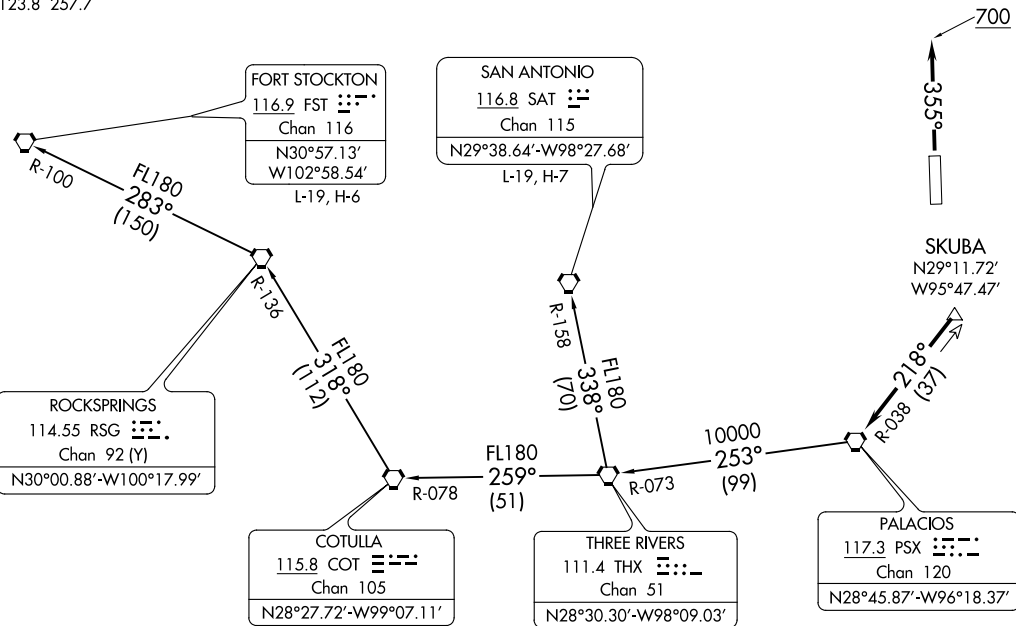 123.8 257.7
700
355°
FORT STOCKTON
116.9 FST
Chan 116
N30°57.13'
W102°58.54'
L-19, H-6
SAN ANTONIO
116.8 SAT
Chan 115
N29°38.64'-W98°27.68'
L-19, H-7
R-100
FL180
283°
(150)
SKUBA
N29°11.72'
W95°47.47'
R-136
R-158
FL180
318°
(112)
FL180
338°
(70)
218°
(37)
R-038
ROCKSPRINGS
114.55 RSG
Chan 92 (Y)
N30°00.88'-W100°17.99'
10000
253°
(99)
R-073
FL180
259°
(51)
R-078
COTULLA
115.8 COT
Chan 105
N28°27.72'-W99°07.11'
THREE RIVERS
111.4 THX
Chan 51
N28°30.30'-W98°09.03'
PALACIOS
117.3 PSX
Chan 120
N28°45.87'-W96°18.37'